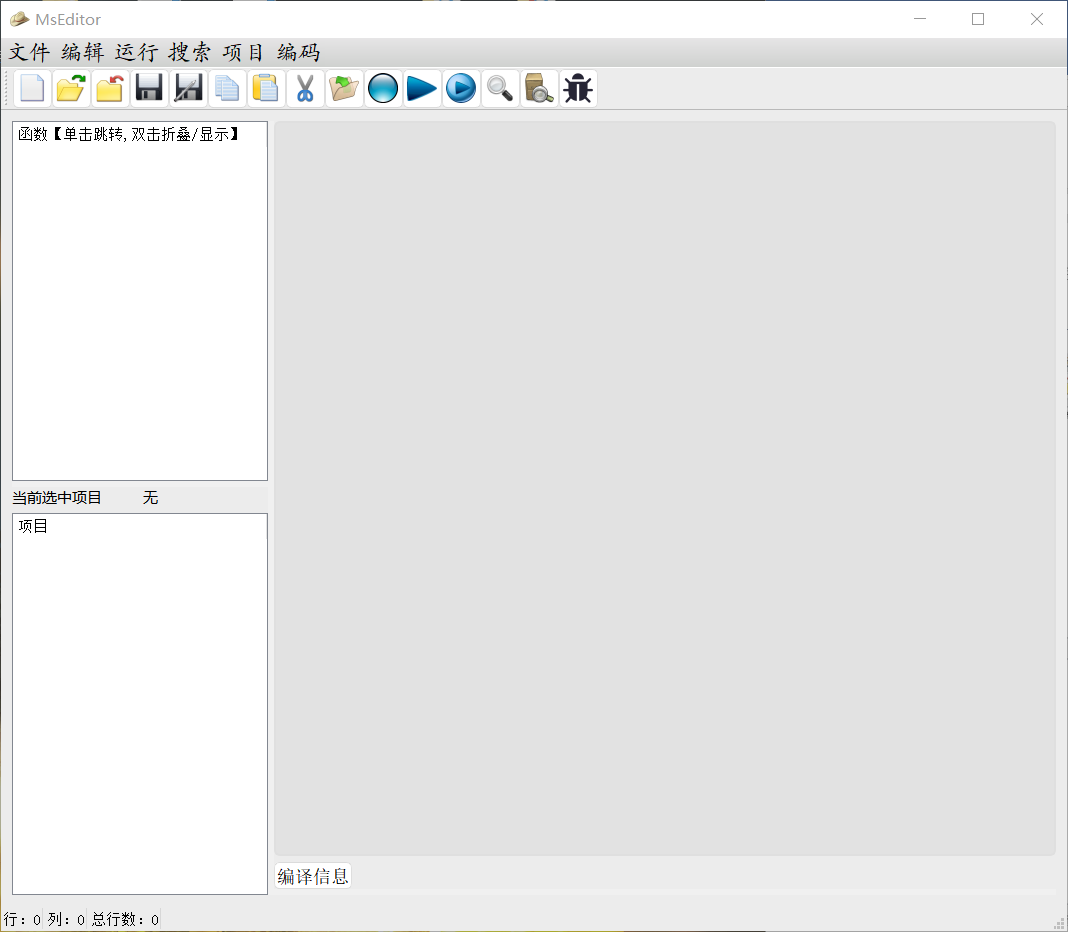 MsEditor
文件 编辑 运行 搜索 项目 编码
函数【单击跳转,双击折叠/显示】
当前选中项目 无
项目
编译信息
行：0 列：0 总行数：0